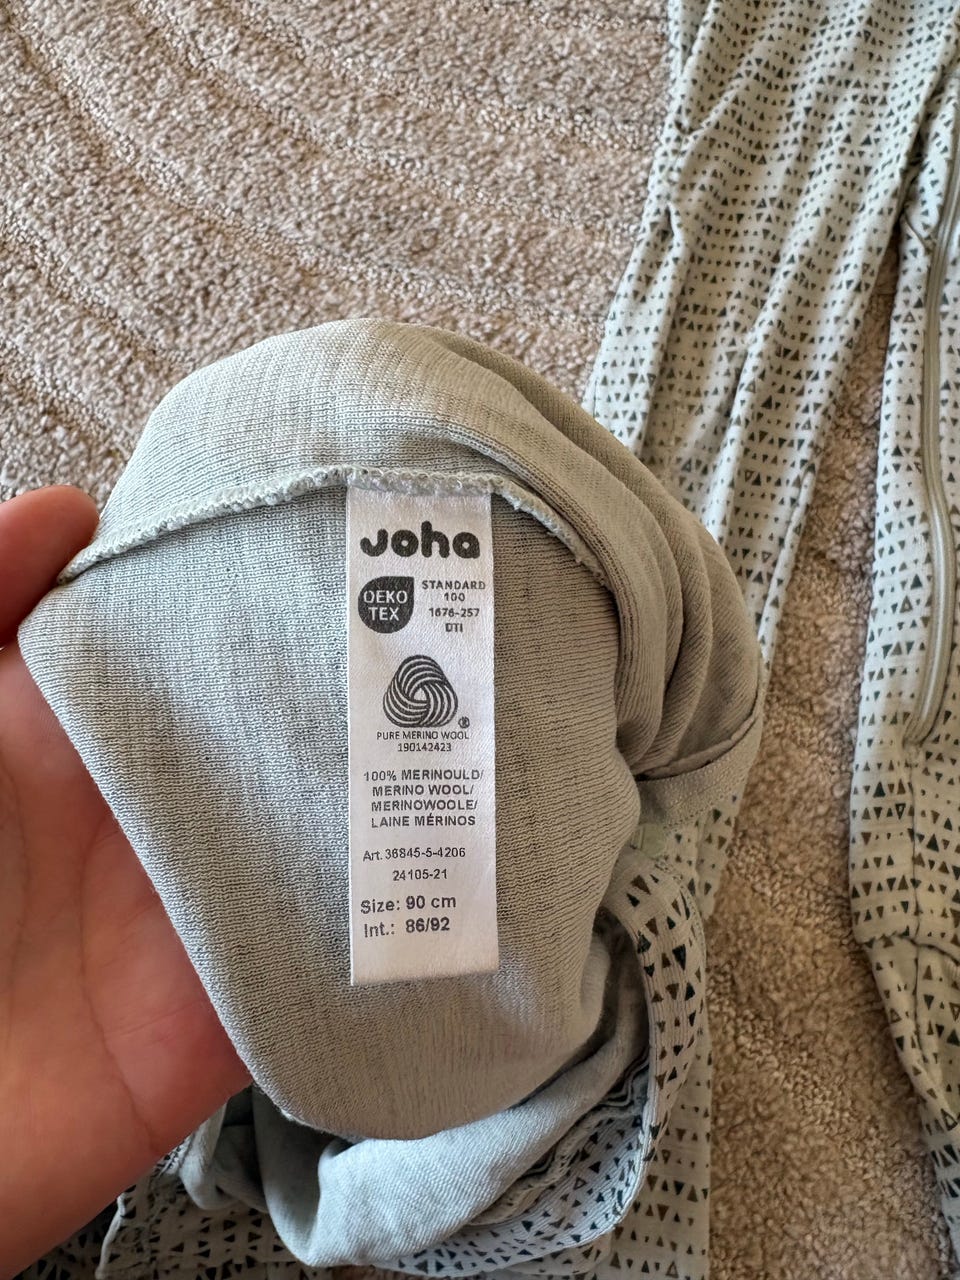 joha
OEKO
TEX
STANDARD
100
1676-257
DTI
®
PURE MERINO WOOL
190142423
100% MERINOULD/
MERINO WOOL/
MERINOWOOLE/
LAINE MÉRINOS
Art. 36845-5-4206
24105-21
Size: 90 cm
Int.: 86/92